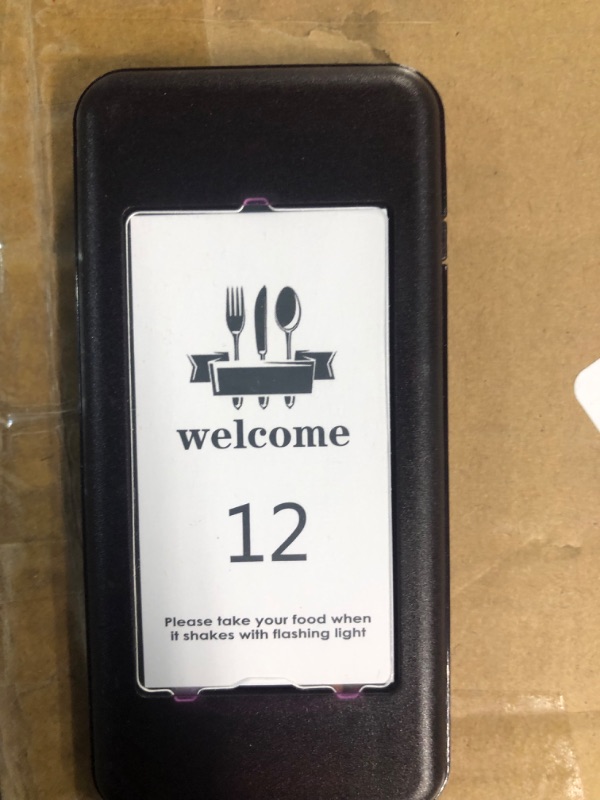 welcome
12
Please take your food when
it shakes with flashing light